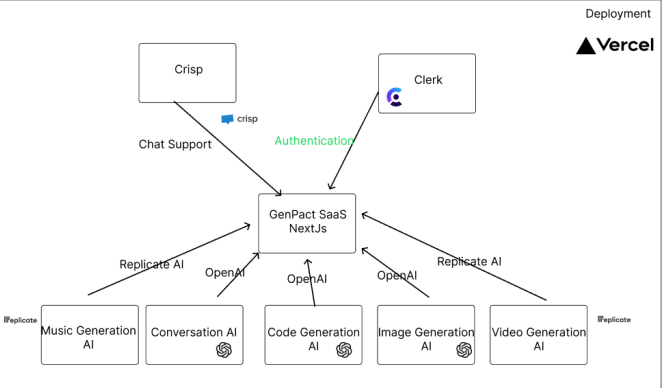 Deployment
Vercel
Crisp
Clerk
crisp
Chat Support
Authentication
GenPact SaaS
NextJs
Replicate AI
OpenAI
OpenAI
OpenAI
Replicate AI
replicate
Music Generation
AI
Conversation AI
Code Generation
AI
Image Generation
AI
Video Generation
AI
replicate